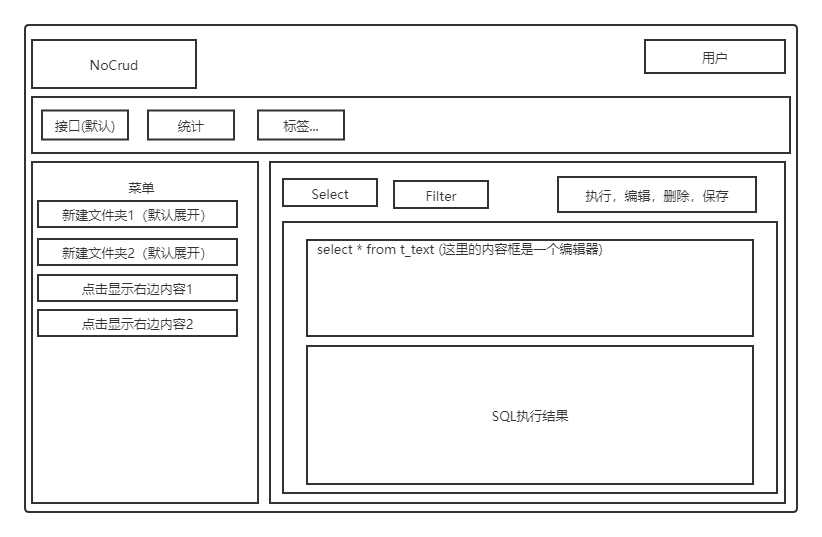 NoCrud
用户
接口(默认)
统计
标签...
菜单
新建文件夹1（默认展开）
新建文件夹2（默认展开）
点击显示右边内容1
点击显示右边内容2
Select
Filter
执行，编辑，删除，保存
select * from t_text (这里的内容框是一个编辑器)
SQL执行结果